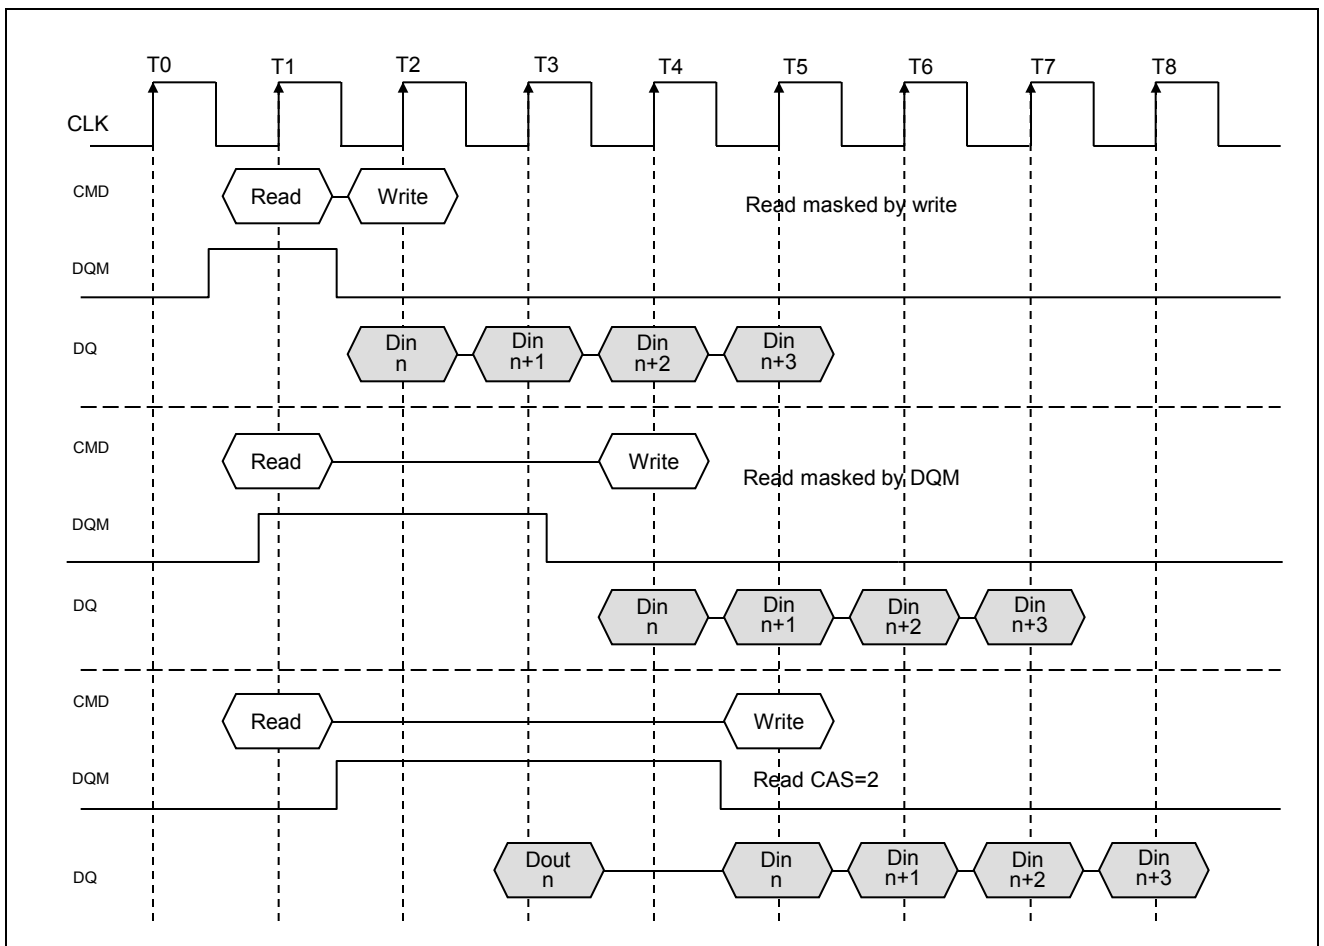 T0 T1 T2 T3 T4 T5 T6 T7 T8
CLK
CMD Read Write Read masked by write
DQM
DQ Din Din Din Din
n n+1 n+2 n+3
CMD Read Write Read masked by DQM
DQM
DQ Din Din Din Din
n n+1 n+2 n+3
CMD Read Write
DQM Read CAS=2
DQ Dout Din Din Din Din
n n n+1 n+2 n+3